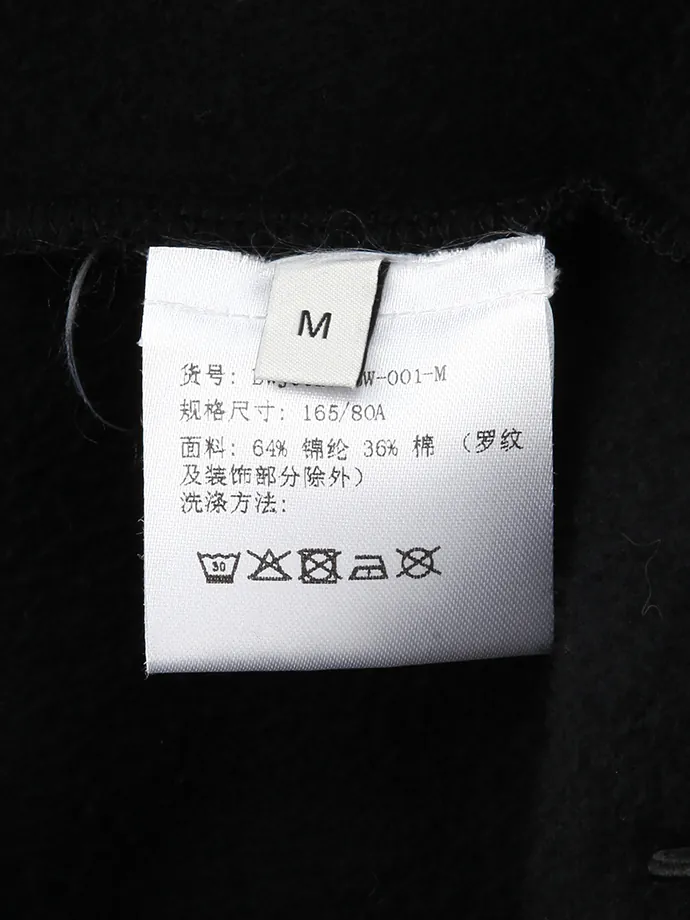 M
货号: W-001-M
规格尺寸: 165/80A
面料: 64% 锦纶 36% 棉 （罗纹
及装饰部分除外）
洗涤方法:
30